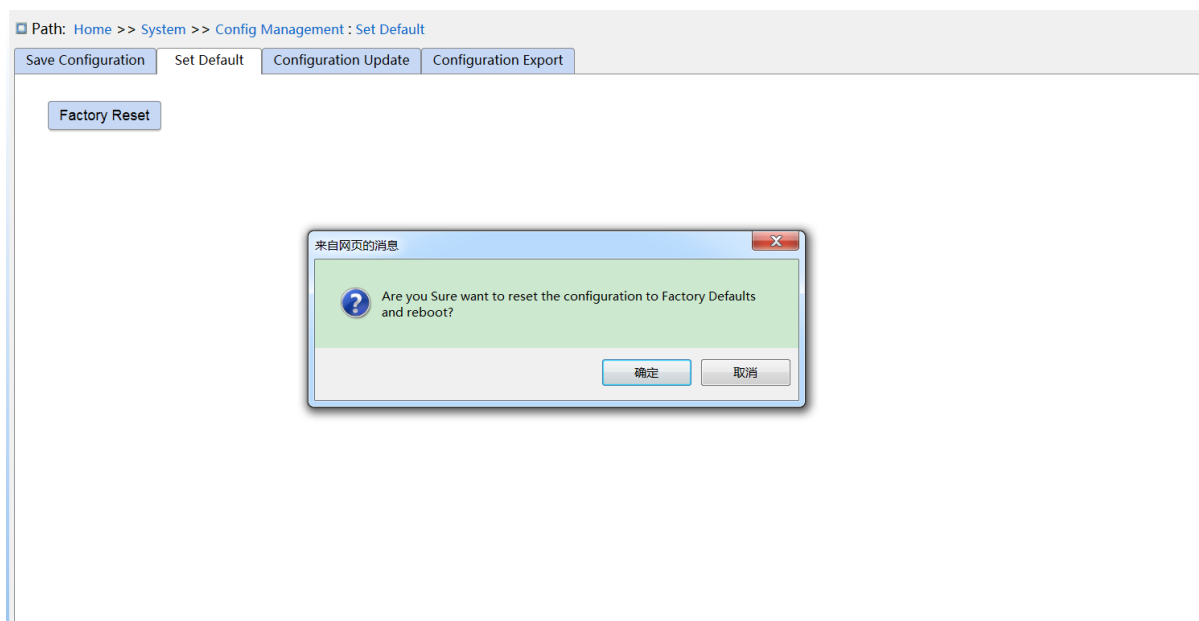 Path: Home >> System >> Config Management : Set Default
Save Configuration Set Default Configuration Update Configuration Export
Factory Reset
来自网页的消息
Are you Sure want to reset the configuration to Factory Defaults
and reboot?
确定 取消